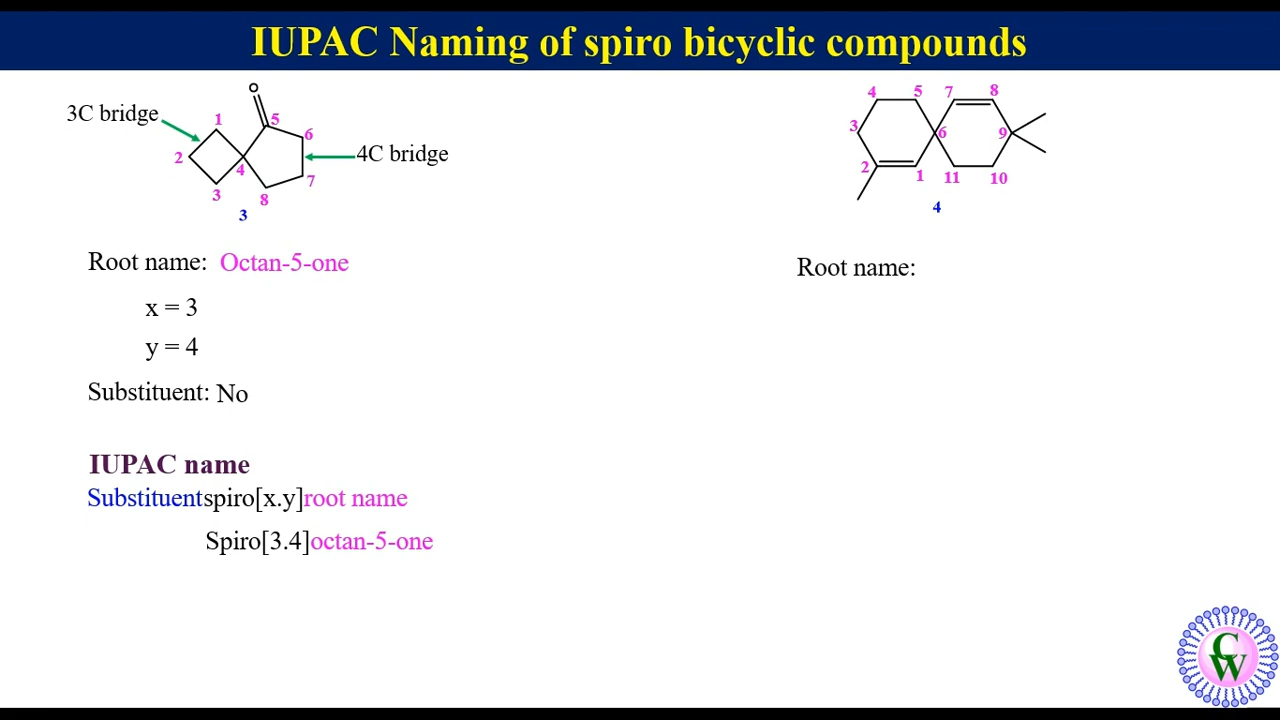 IUPAC Naming of spiro bicyclic compounds
O
3C bridge
1
5
6
2
4
4C bridge
3
8
7
3
Root name: Octan-5-one
x = 3
y = 4
Substituent: No
IUPAC name
Substituentspiro[x.y]root name
Spiro[3.4]octan-5-one
4
5
7
8
3
6
9
2
1
11
10
4
Root name:
CW